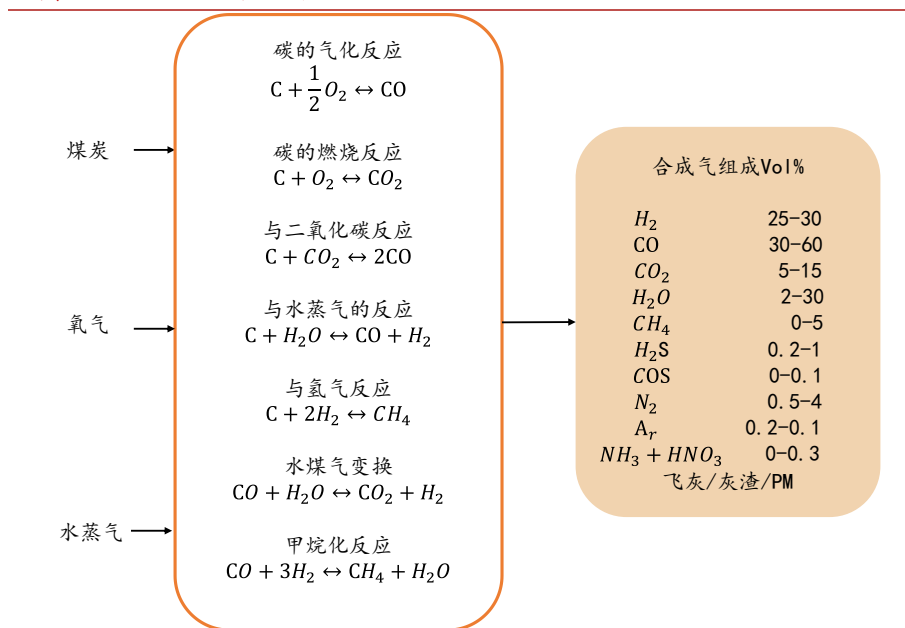 煤炭
氧气
水蒸气
碳的气化反应
C + 1/2 O₂ ↔ CO
碳的燃烧反应
C + O₂ ↔ CO₂
与二氧化碳反应
C + CO₂ ↔ 2CO
与水蒸气的反应
C + H₂O ↔ CO + H₂
与氢气反应
C + 2H₂ ↔ CH₄
水煤气变换
CO + H₂O ↔ CO₂ + H₂
甲烷化反应
CO + 3H₂ ↔ CH₄ + H₂O
合成气组成Vol%
H₂ 25-30
CO 30-60
CO₂ 5-15
H₂O 2-30
CH₄ 0-5
H₂S 0.2-1
COS 0-0.1
N₂ 0.5-4
Aᵣ 0.2-0.1
NH₃ + HNO₃ 0-0.3
飞灰/灰渣/PM